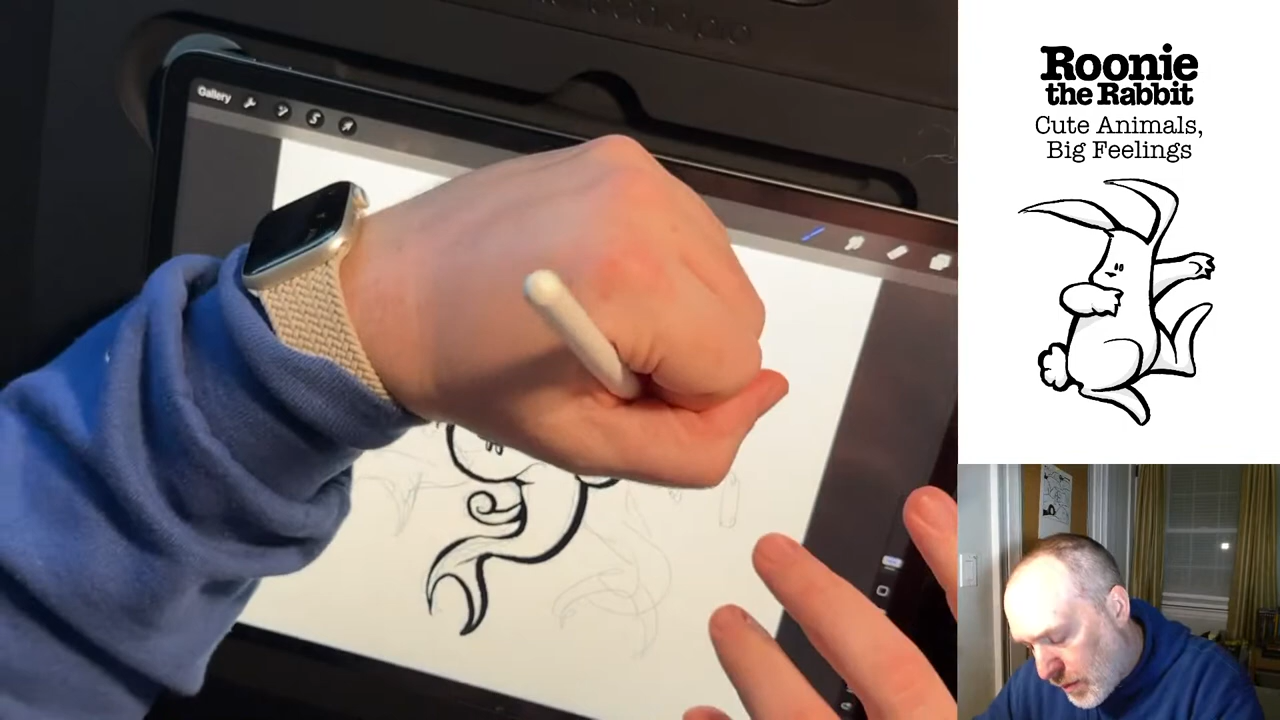 Gallery
Roonie
the Rabbit
Cute Animals,
Big Feelings